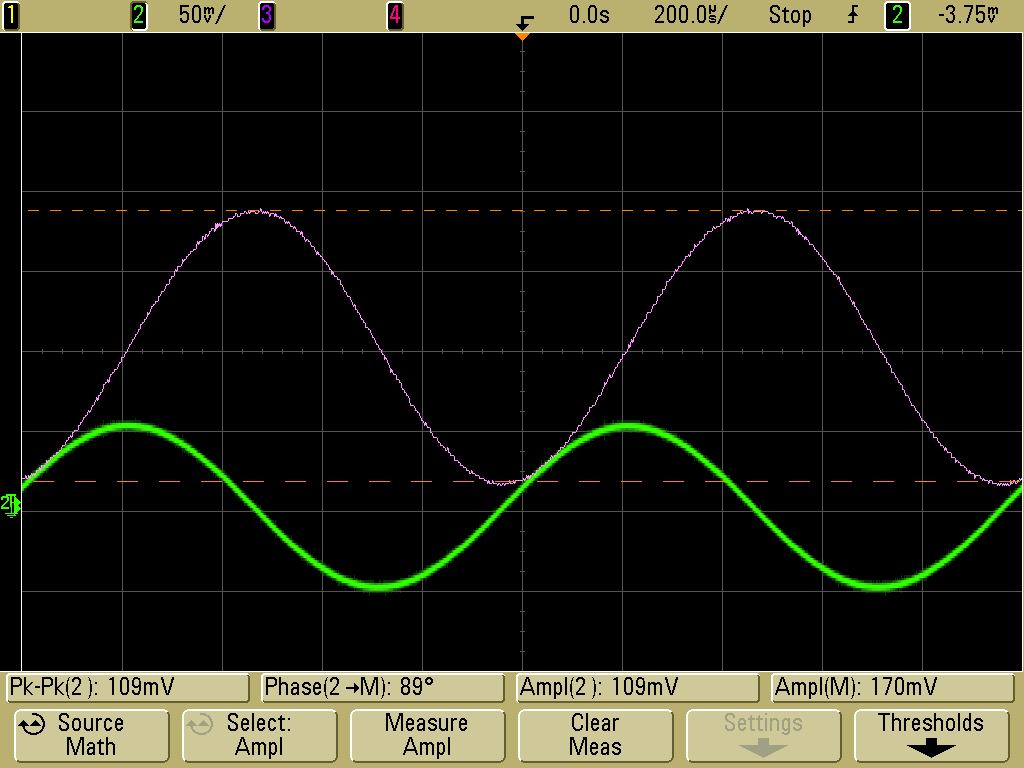 1 2 50mV/ 3 4 0.0s 200.0µs/ Stop 2 -3.75mV
2
Pk-Pk(2): 109mV Phase(2→M): 89° Ampl(2): 109mV Ampl(M): 170mV
Source Select: Measure Clear Settings Thresholds
Math Ampl Ampl Meas